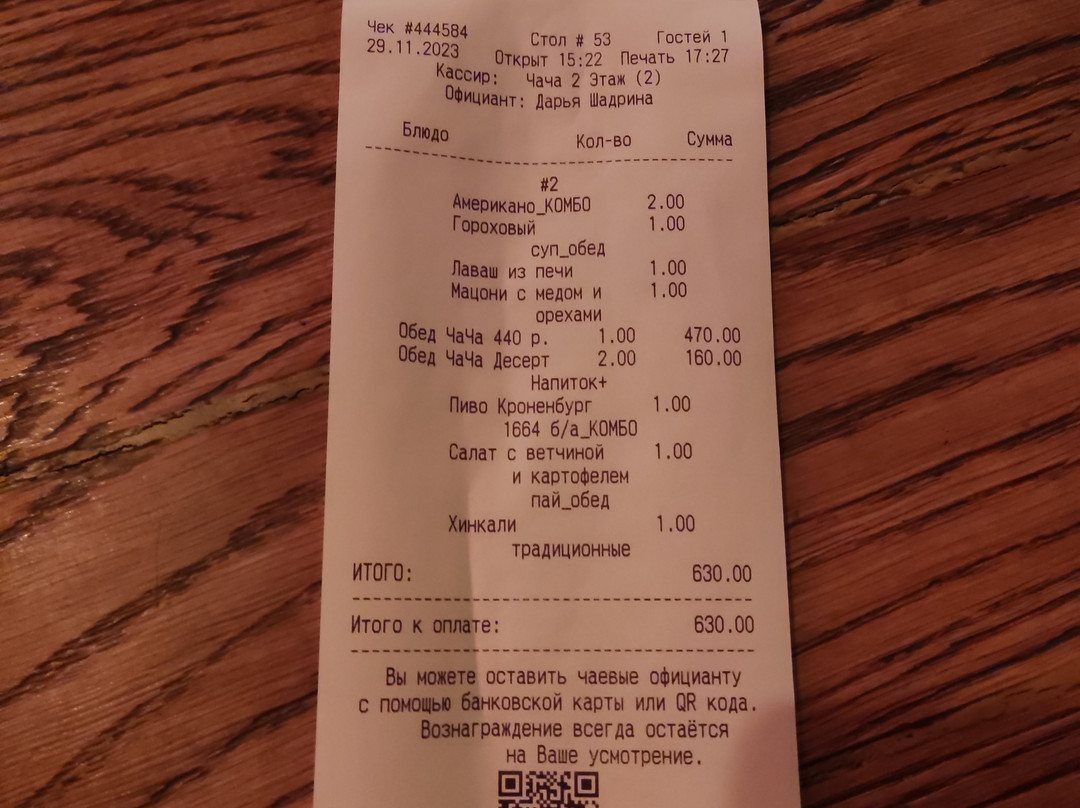 Чек #444584 Стол # 53 Гостей 1
29.11.2023 Открыт 15:22 Печать 17:27
Кассир: Чача 2 Этаж (2)
Официант: Дарья Шадрина
Блюдо Кол-во Сумма
#2
Американо_КОМБО 2.00
Гороховый 1.00
суп_обед
Лаваш из печи 1.00
Мацони с медом и 1.00
орехами
Обед ЧаЧа 440 р. 1.00 470.00
Обед ЧаЧа Десерт 2.00 160.00
Напиток+
Пиво Кроненбург 1.00
1664 б/а_КОМБО
Салат с ветчиной 1.00
и картофелем
пай_обед
Хинкали 1.00
традиционные
ИТОГО: 630.00
Итого к оплате: 630.00
Вы можете оставить чаевые официанту
с помощью банковской карты или QR кода.
Вознаграждение всегда остаётся
на Ваше усмотрение.